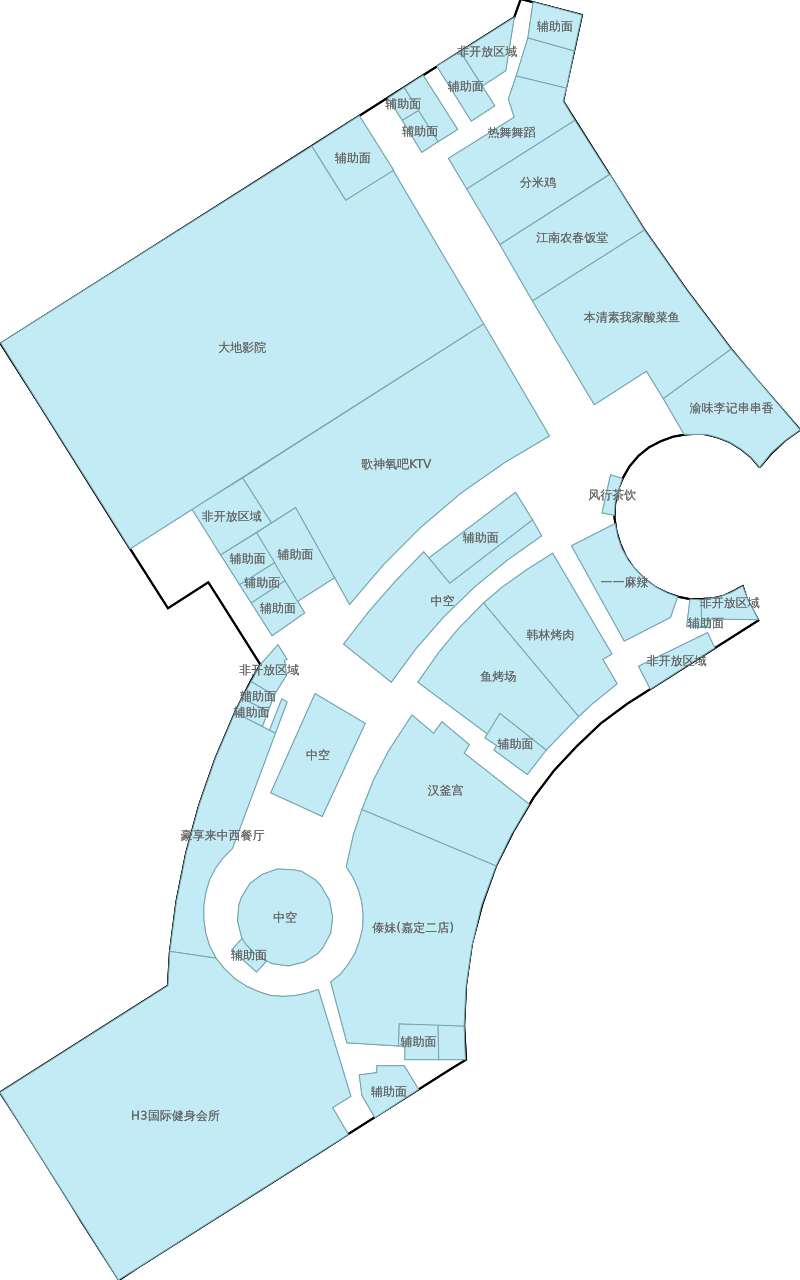 辅助面
非开放区域
辅助面
辅助面
辅助面
热舞舞蹈
辅助面
分米鸡
江南农春饭堂
本清素我家酸菜鱼
大地影院
渝味李记串串香
歌神氧吧KTV
风行茶饮
非开放区域
辅助面
辅助面
辅助面
辅助面
一一麻辣
辅助面
中空
非开放区域
辅助面
辅助面
韩林烤肉
非开放区域
非开放区域
鱼烤场
辅助面
辅助面
辅助面
中空
汉釜宫
豪享来中西餐厅
中空
傣妹(嘉定二店)
辅助面
辅助面
辅助面
H3国际健身会所